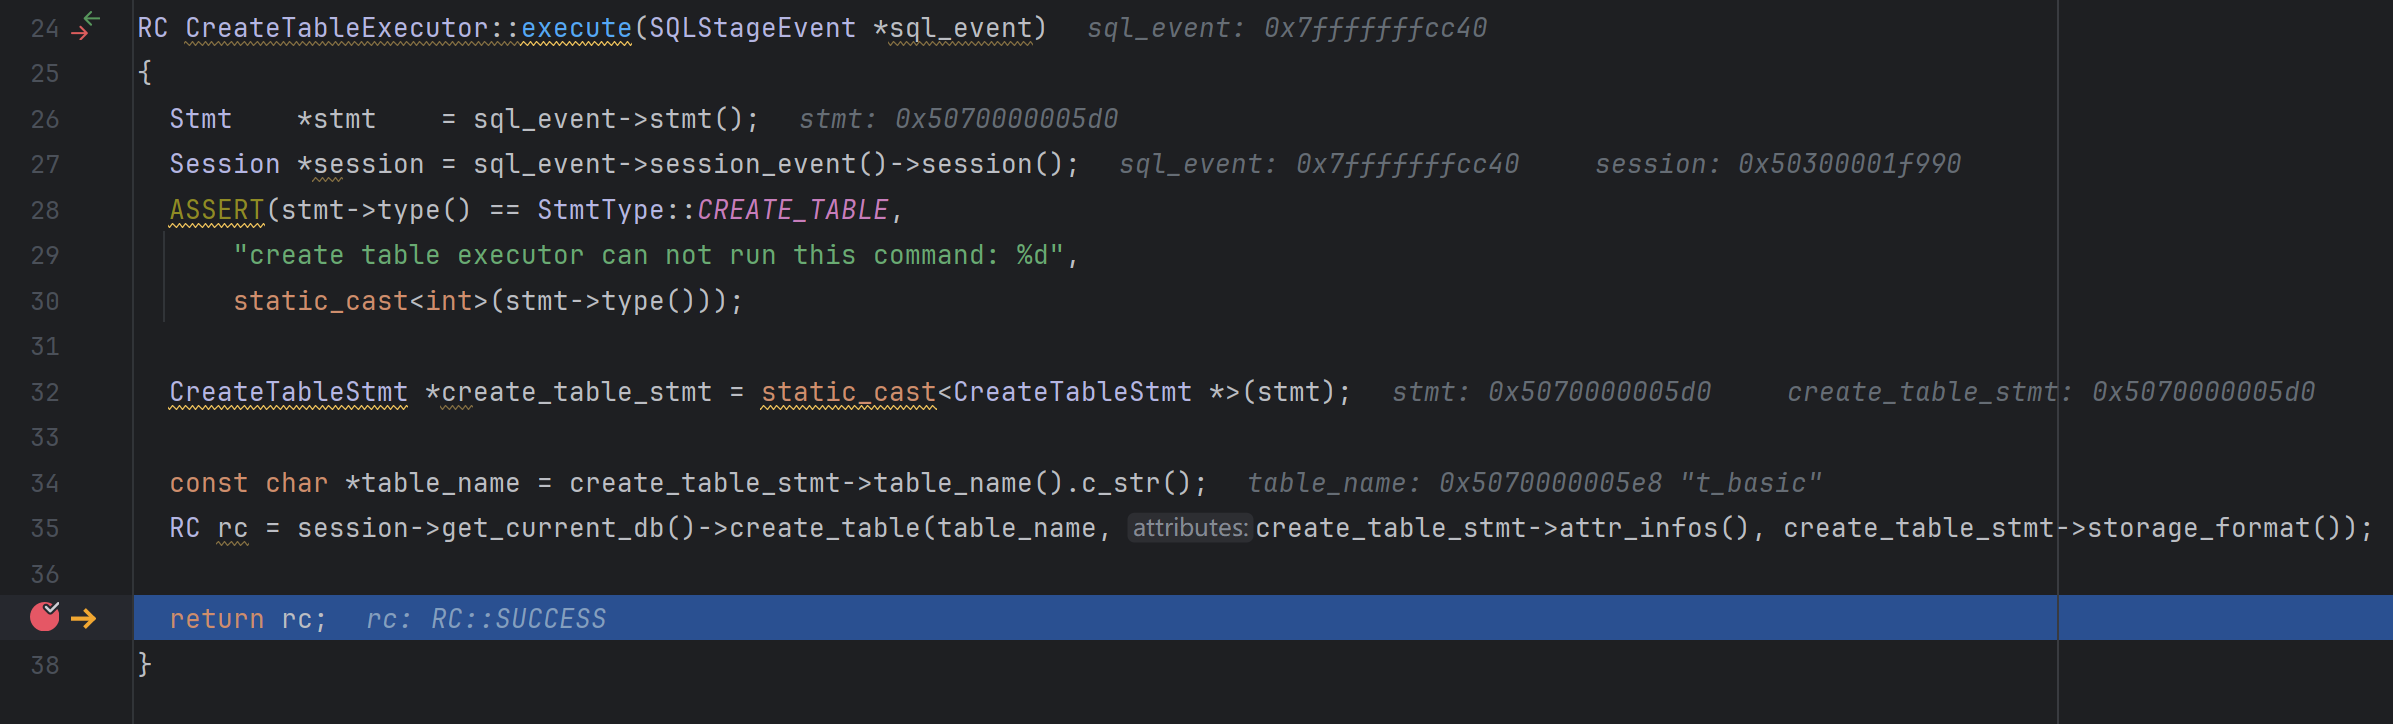 24 RC CreateTableExecutor::execute(SQLStageEvent *sql_event) sql_event: 0x7fffffffcc40
25 {
26 Stmt *stmt = sql_event->stmt(); stmt: 0x5070000005d0
27 Session *session = sql_event->session_event()->session(); sql_event: 0x7fffffffcc40 session: 0x50300001f990
28 ASSERT(stmt->type() == StmtType::CREATE_TABLE,
29 "create table executor can not run this command: %d",
30 static_cast<int>(stmt->type()));
31
32 CreateTableStmt *create_table_stmt = static_cast<CreateTableStmt *>(stmt); stmt: 0x5070000005d0 create_table_stmt: 0x5070000005d0
33
34 const char *table_name = create_table_stmt->table_name().c_str(); table_name: 0x5070000005e8 "t_basic"
35 RC rc = session->get_current_db()->create_table(table_name, attributes: create_table_stmt->attr_infos(), create_table_stmt->storage_format());
36
return rc; rc: RC::SUCCESS
38 }